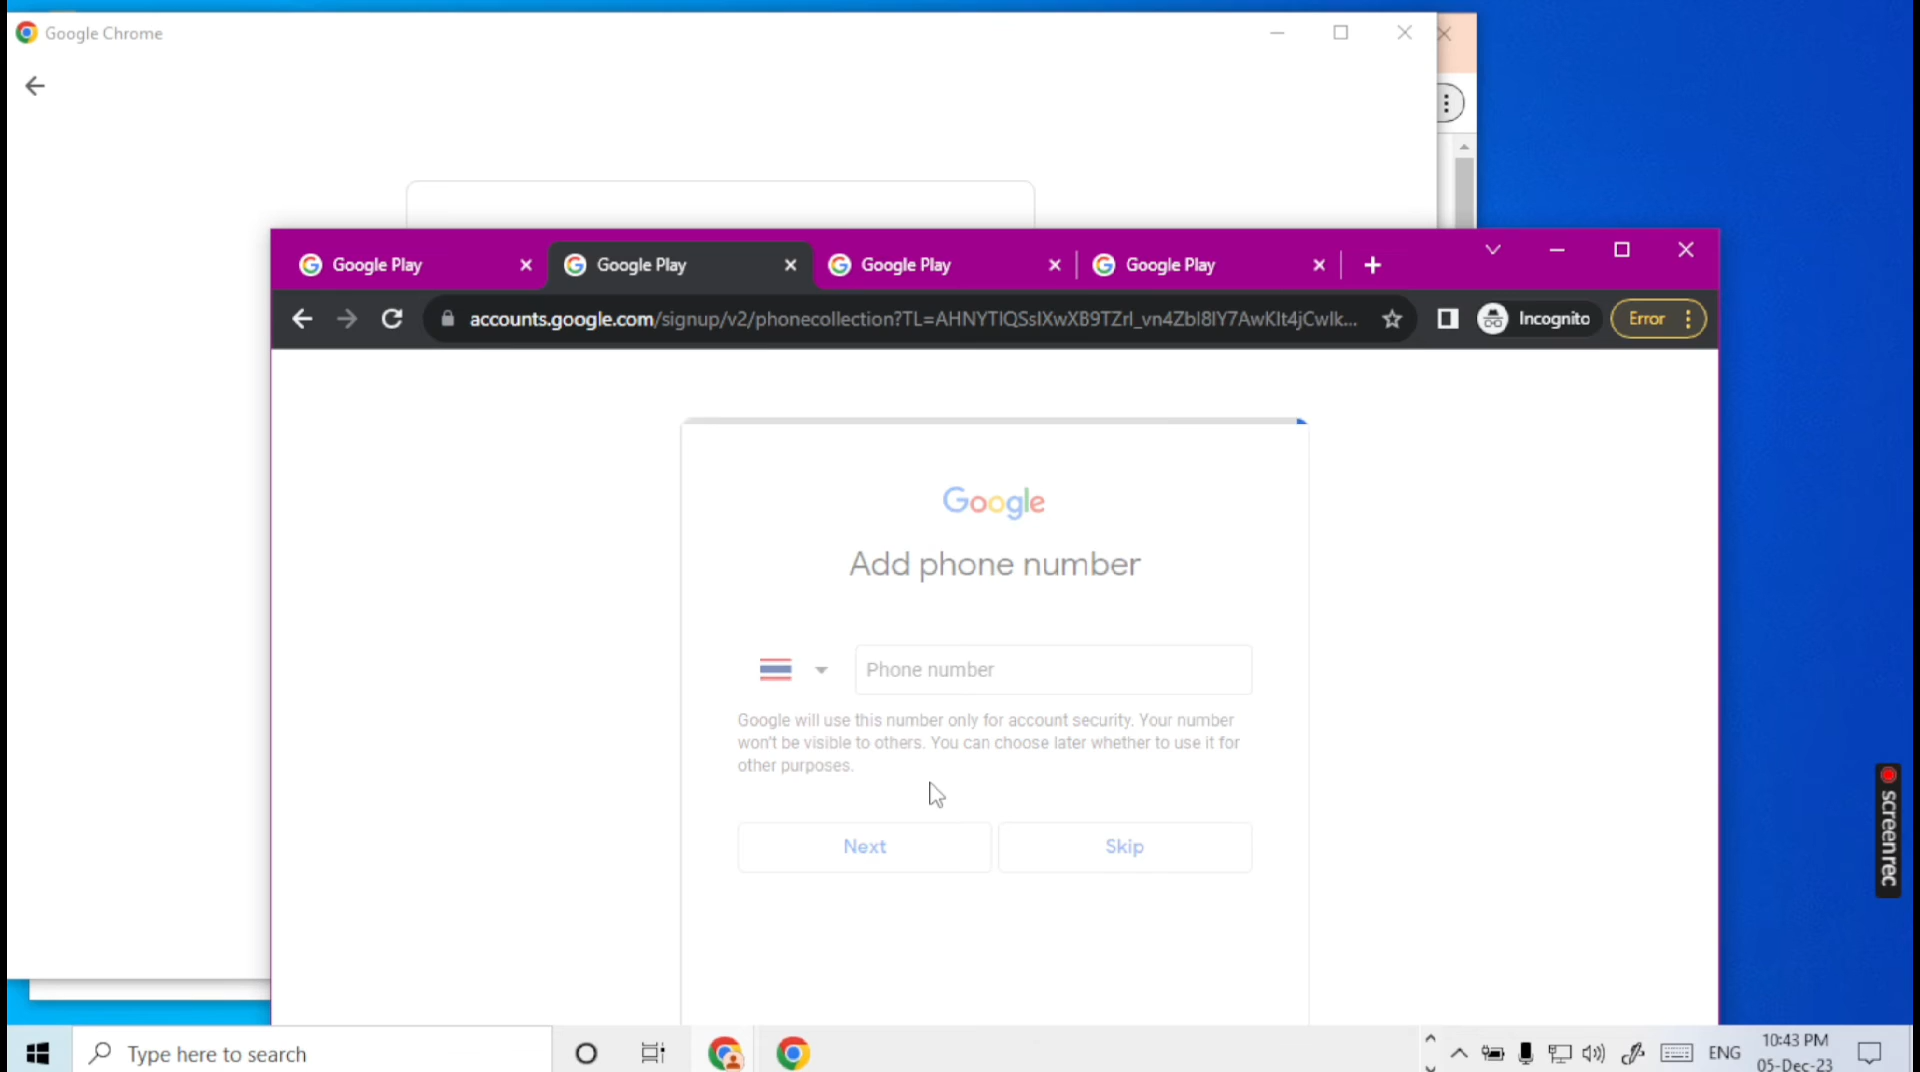 Google Chrome
Google Play
Google Play
Google Play
Google Play
accounts.google.com/signup/v2/phonecollection?TL=AHNYTIQSsIXwXB9TZrI_vn4ZbI8IY7AwKIt4jCwIk...
Incognito
Error
Google
Add phone number
Phone number
Google will use this number only for account security. Your number
won't be visible to others. You can choose later whether to use it for
other purposes.
Next
Skip
screenrec
Type here to search
ENG
10:43 PM
05-Dec-23